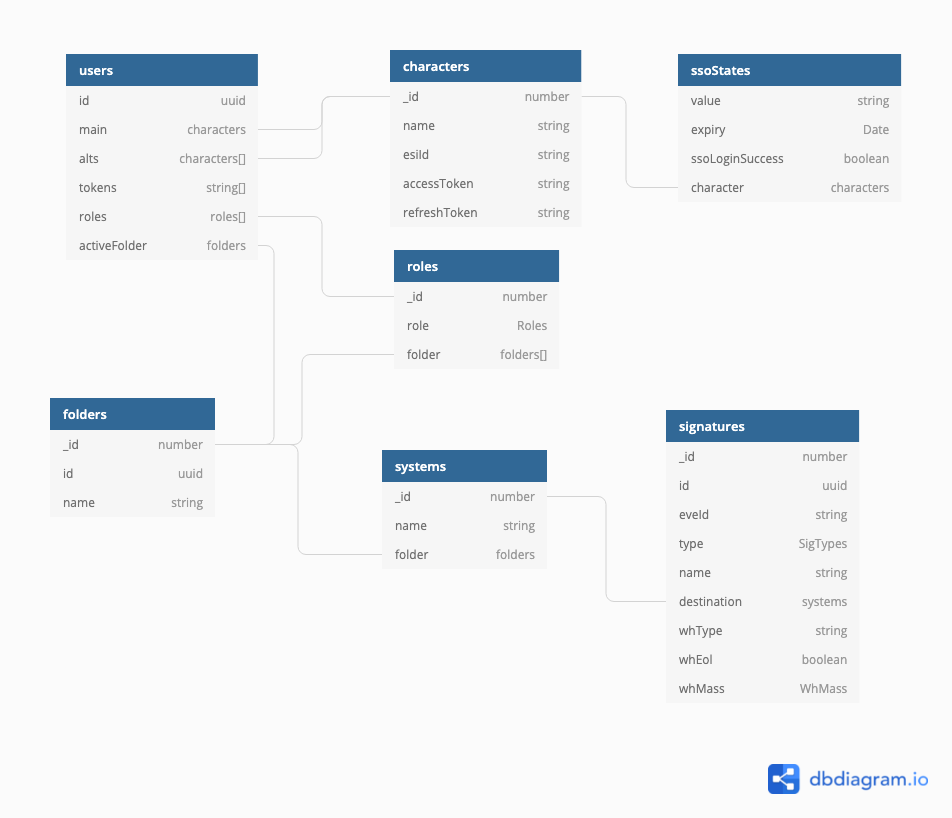 users
id uuid
main characters
alts characters[]
tokens string[]
roles roles[]
activeFolder folders
characters
_id number
name string
esiId string
accessToken string
refreshToken string
ssoStates
value string
expiry Date
ssoLoginSuccess boolean
character characters
roles
_id number
role Roles
folder folders[]
folders
_id number
id uuid
name string
systems
_id number
name string
folder folders
signatures
_id number
id uuid
eveId string
type SigTypes
name string
destination systems
whType string
whEol boolean
whMass WhMass
dbdiagram.io